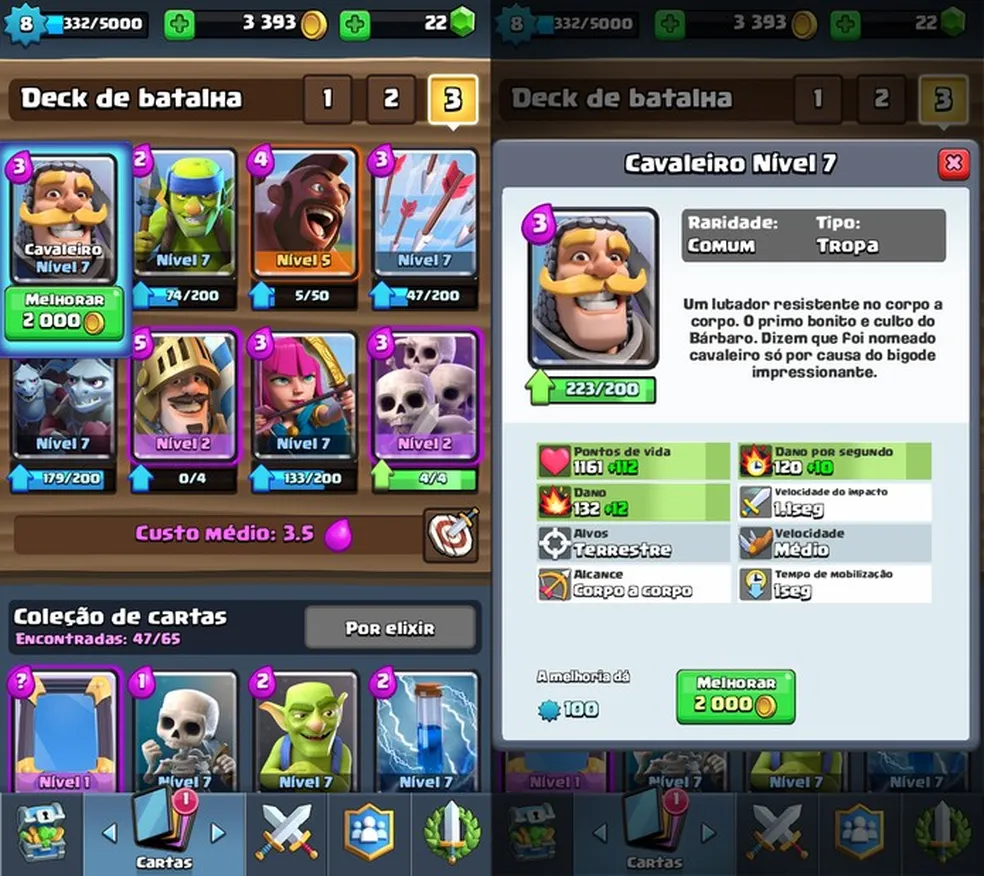 8
332/5000
3 393
22
Deck de batalha
1
2
3
3
Cavaleiro
Nível 7
Melhorar
2 000
2
Nível 7
74/200
4
Nível 5
5/50
3
Nível 7
47/200
Nível 7
179/200
5
Nível 2
0/4
3
Nível 7
133/200
3
Nível 2
4/4
Custo médio: 3.5
Coleção de cartas
Encontradas: 47/65
Por elixir
?
Nível 1
1
Nível 7
2
Nível 7
2
Nível 7
1
Cartas
8
332/5000
3 393
22
Deck de batalha
1
2
3
Cavaleiro Nível 7
3
Raridade:
Comum
Tipo:
Tropa
Um lutador resistente no corpo a
corpo. O primo bonito e culto do
Bárbaro. Dizem que foi nomeado
cavaleiro só por causa do bigode
impressionante.
223/200
Pontos de vida
1161 +112
Dano por segundo
120 +10
Dano
132 +12
Velocidade do impacto
1.1seg
Alvos
Terrestre
Velocidade
Médio
Alcance
Corpo a corpo
Tempo de mobilização
1seg
A melhoria dá
100
Melhorar
2 000
Nível 1
Nível 7
Nível 7
Nível 7
1
Cartas